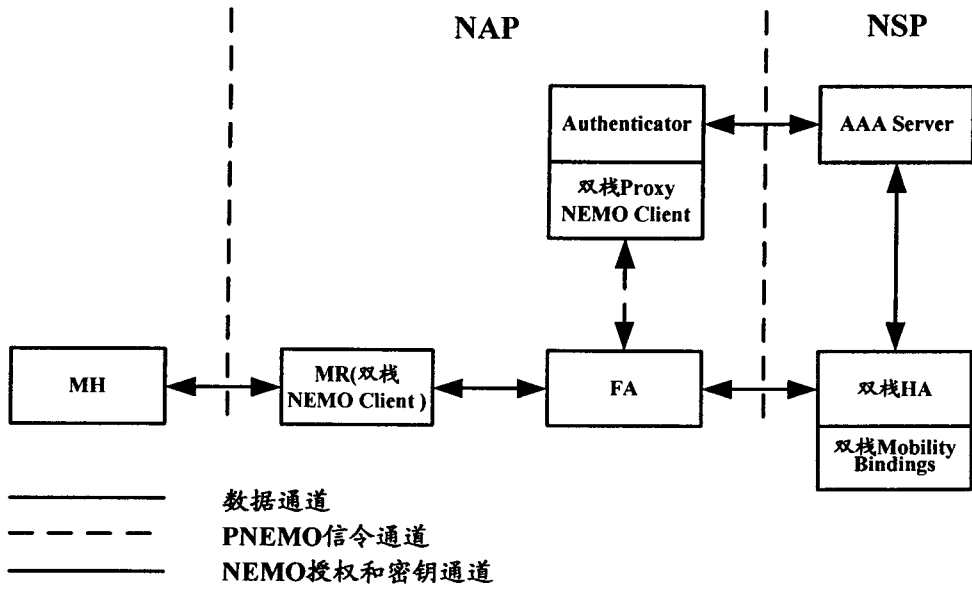 NAP
NSP
Authenticator
双栈Proxy
NEMO Client
AAA Server
MH
MR(双栈
NEMO Client )
FA
双栈HA
双栈Mobility
Bindings
数据通道
PNEMO信令通道
NEMO授权和密钥通道